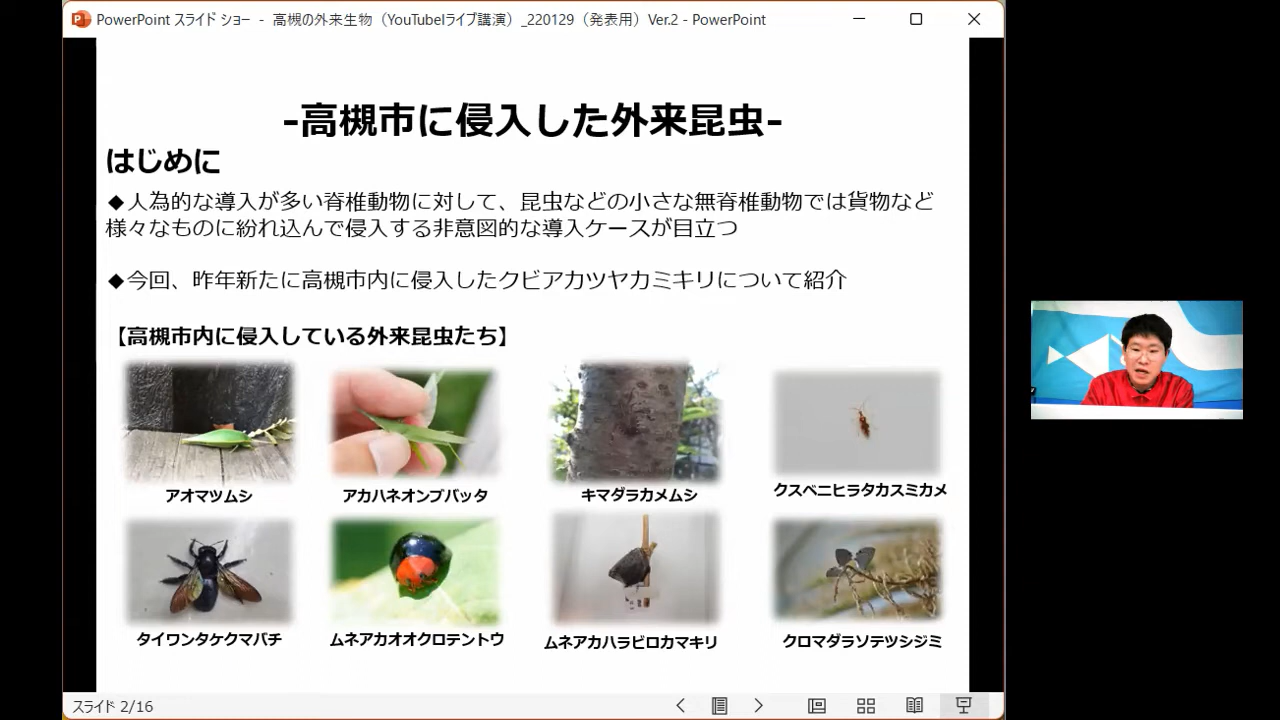 PowerPoint スライド ショー - 高槻の外来生物（YouTubelライブ講演）_220129（発表用）Ver.2 - PowerPoint
-高槻市に侵入した外来昆虫-
はじめに
◆人為的な導入が多い脊椎動物に対して、昆虫などの小さな無脊椎動物では貨物など
様々なものに紛れ込んで侵入する非意図的な導入ケースが目立つ
◆今回、昨年新たに高槻市内に侵入したクビアカツヤカミキリについて紹介
【高槻市内に侵入している外来昆虫たち】
アオマツムシ
アカハネオンブバッタ
キマダラカメムシ
クスベニヒラタカスミカメ
タイワンタケクマバチ
ムネアカオオクロテントウ
ムネアカハラビロカマキリ
クロマダラソテツシジミ
スライド 2/16